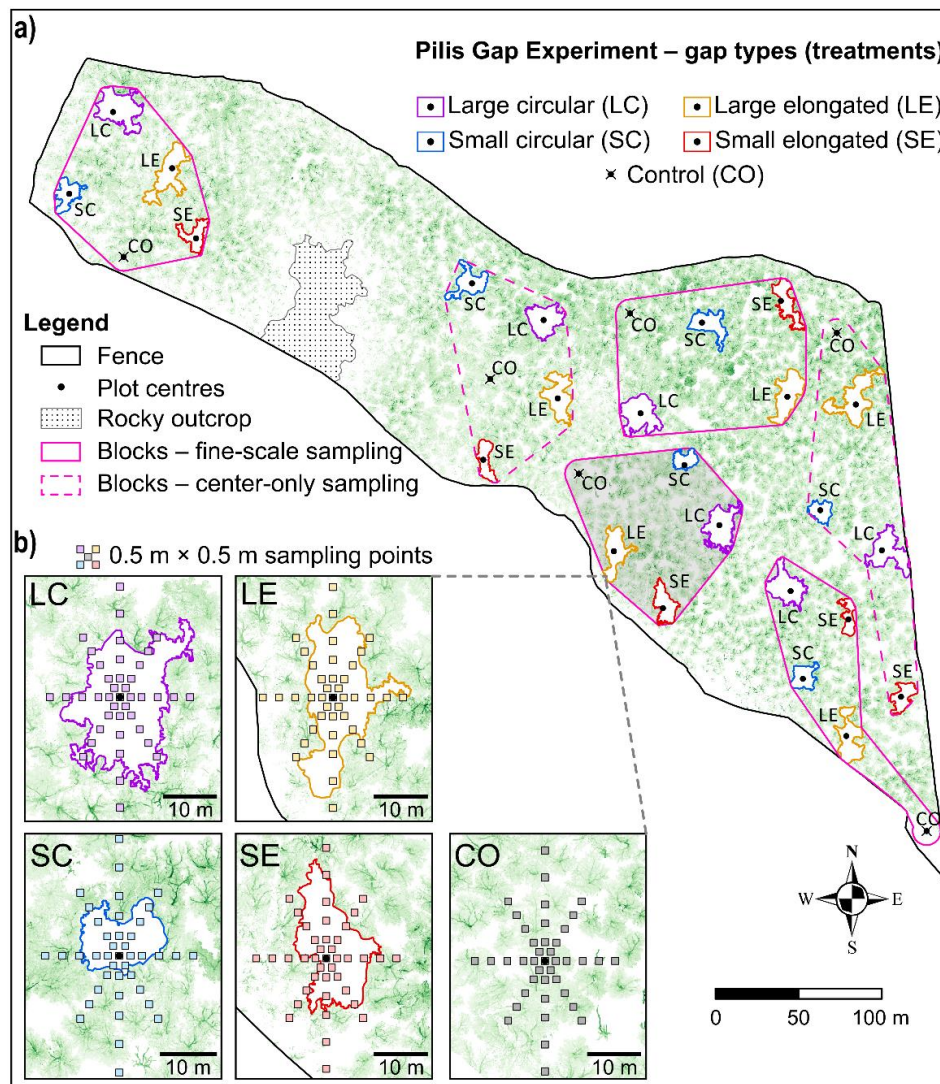 a)
Pilis Gap Experiment – gap types (treatments)
Large circular (LC)
Large elongated (LE)
Small circular (SC)
Small elongated (SE)
Control (CO)
LC
LE
SC
SE
CO
SC
LC
CO
LE
SE
CO
SC
SE
LC
LE
CO
LE
SC
LC
SE
CO
SC
LC
LE
SE
LC
SE
SC
LE
CO
Legend
Fence
Plot centres
Rocky outcrop
Blocks – fine-scale sampling
Blocks – center-only sampling
b)
0.5 m × 0.5 m sampling points
LC
10 m
LE
10 m
SC
10 m
SE
10 m
CO
10 m
N
W E
S
0 50 100 m